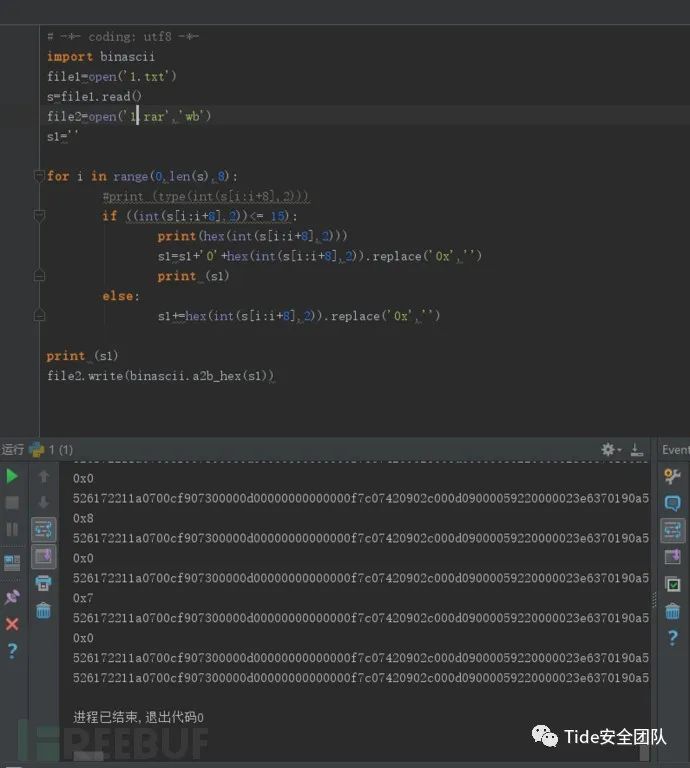 # -*- coding: utf8 -*-
import binascii
file1=open('1.txt')
s=file1.read()
file2=open('1.rar','wb')
s1=''
for i in range(0,len(s),8):
#print (type(int(s[i:i+8],2)))
if ((int(s[i:i+8],2))<= 15):
print(hex(int(s[i:i+8],2)))
s1=s1+'0'+hex(int(s[i:i+8],2)).replace('0x','')
print (s1)
else:
s1+=hex(int(s[i:i+8],2)).replace('0x','')
print (s1)
file2.write(binascii.a2b_hex(s1))
运行 1 (1)
Event
0x0
526172211a0700cf907300000d00000000000000f7c07420902c000d09000059220000023e6370190a5
0x8
526172211a0700cf907300000d00000000000000f7c07420902c000d09000059220000023e6370190a5
0x0
526172211a0700cf907300000d00000000000000f7c07420902c000d09000059220000023e6370190a5
0x7
526172211a0700cf907300000d00000000000000f7c07420902c000d09000059220000023e6370190a5
0x0
526172211a0700cf907300000d00000000000000f7c07420902c000d09000059220000023e6370190a5
526172211a0700cf907300000d00000000000000f7c07420902c000d09000059220000023e6370190a5
进程已结束,退出代码0
REEBUF
Tide安全团队